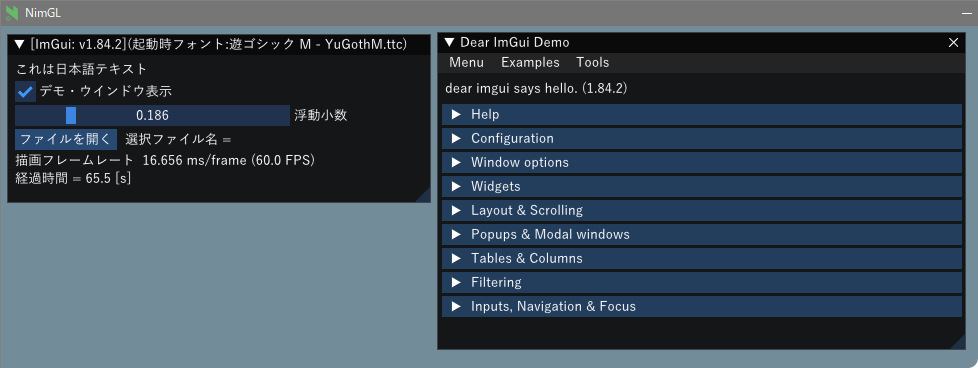 NimGL
[ImGui: v1.84.2](起動時フォント:遊ゴシック M - YuGothM.ttc)
これは日本語テキスト
デモ・ウインドウ表示
0.186 浮動小数
ファイルを開く 選択ファイル名 =
描画フレームレート 16.656 ms/frame (60.0 FPS)
経過時間 = 65.5 [s]
Dear ImGui Demo
Menu Examples Tools
dear imgui says hello. (1.84.2)
Help
Configuration
Window options
Widgets
Layout & Scrolling
Popups & Modal windows
Tables & Columns
Filtering
Inputs, Navigation & Focus